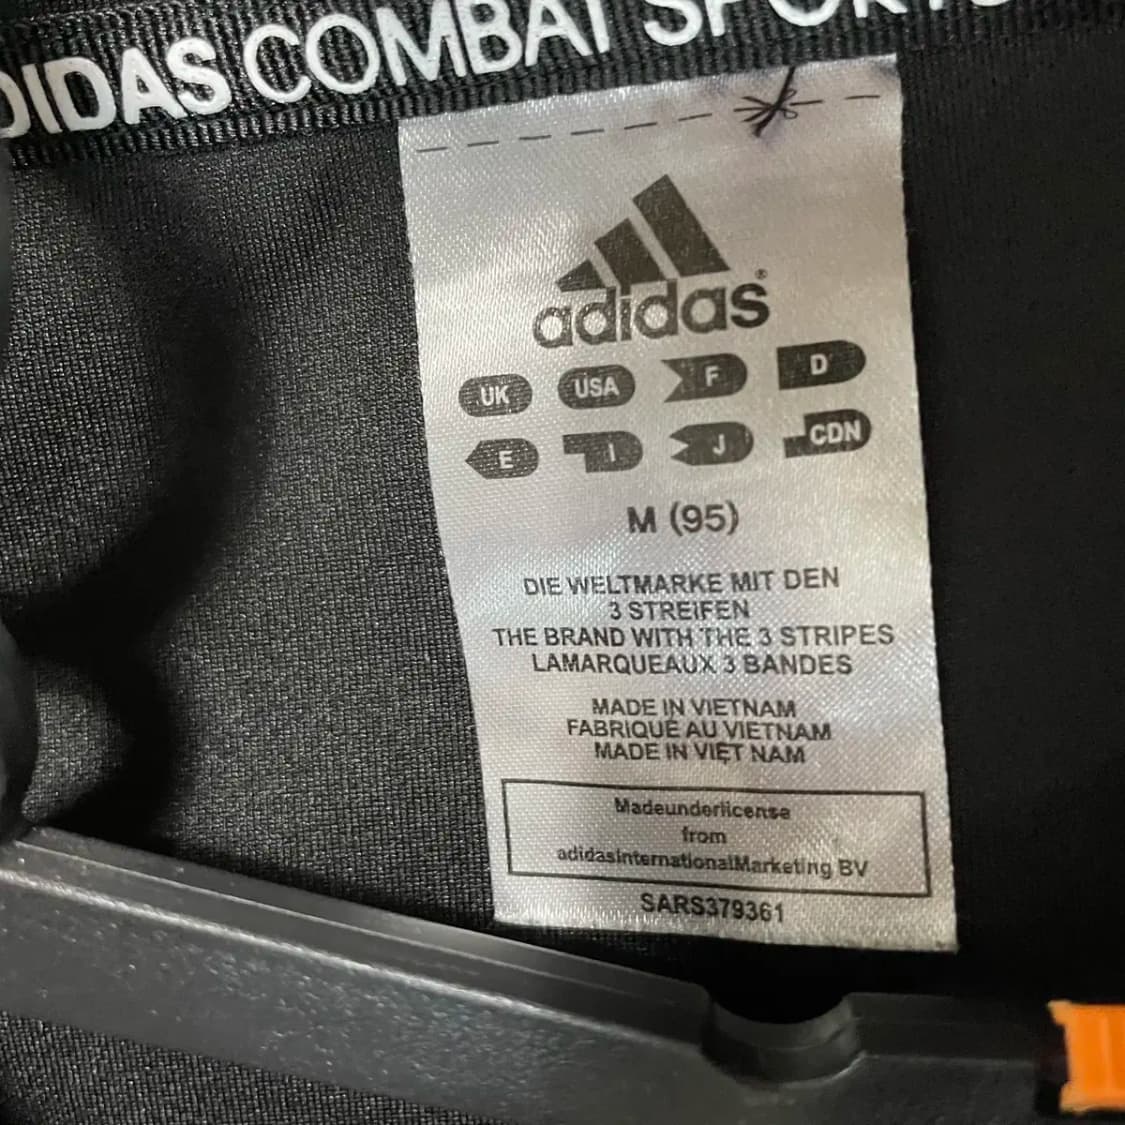 ADIDAS COMBAT SPORTS
adidas®
UK USA F D
E I J CDN
M (95)
DIE WELTMARKE MIT DEN
3 STREIFEN
THE BRAND WITH THE 3 STRIPES
LAMARQUEAUX 3 BANDES
MADE IN VIETNAM
FABRIQUE AU VIETNAM
MADE IN VIỆT NAM
Madeunderlicense
from
adidasInternationalMarketing BV
SARS379361